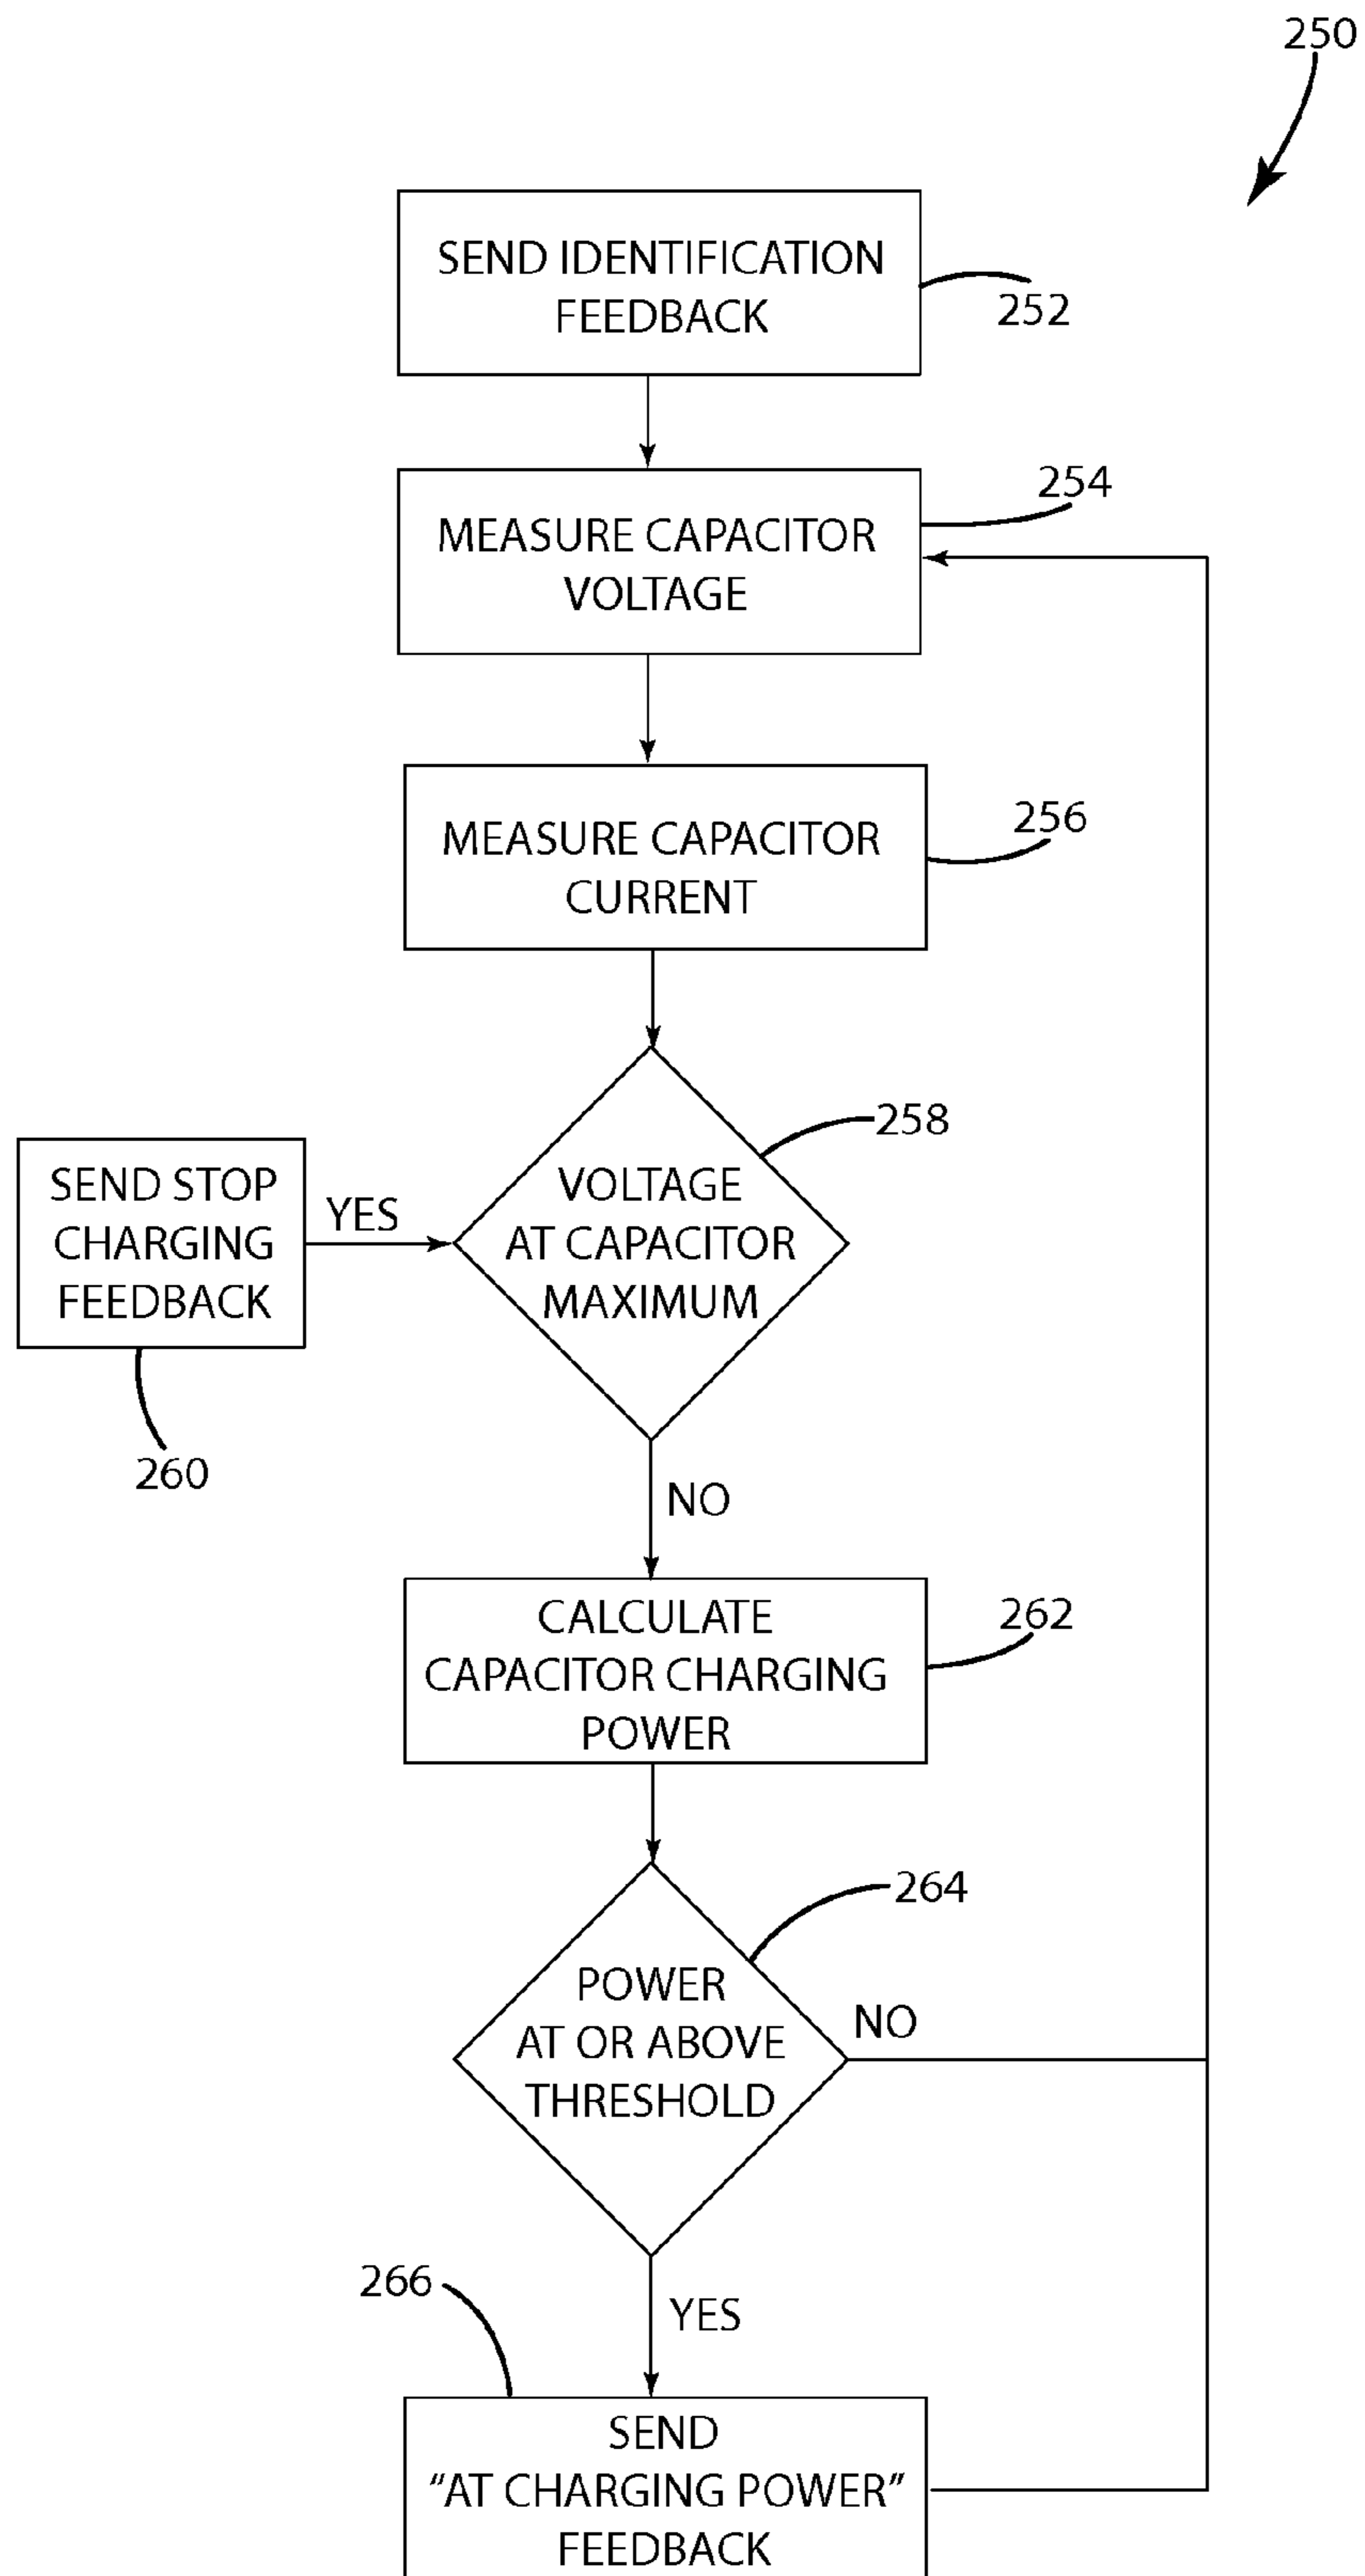 250
SEND IDENTIFICATION
FEEDBACK
252
MEASURE CAPACITOR
VOLTAGE
254
MEASURE CAPACITOR
CURRENT
256
VOLTAGE
AT CAPACITOR
MAXIMUM
258
SEND STOP
CHARGING
FEEDBACK
YES
260
NO
CALCULATE
CAPACITOR CHARGING
POWER
262
POWER
AT OR ABOVE
THRESHOLD
264
NO
YES
266
SEND
“AT CHARGING POWER”
FEEDBACK